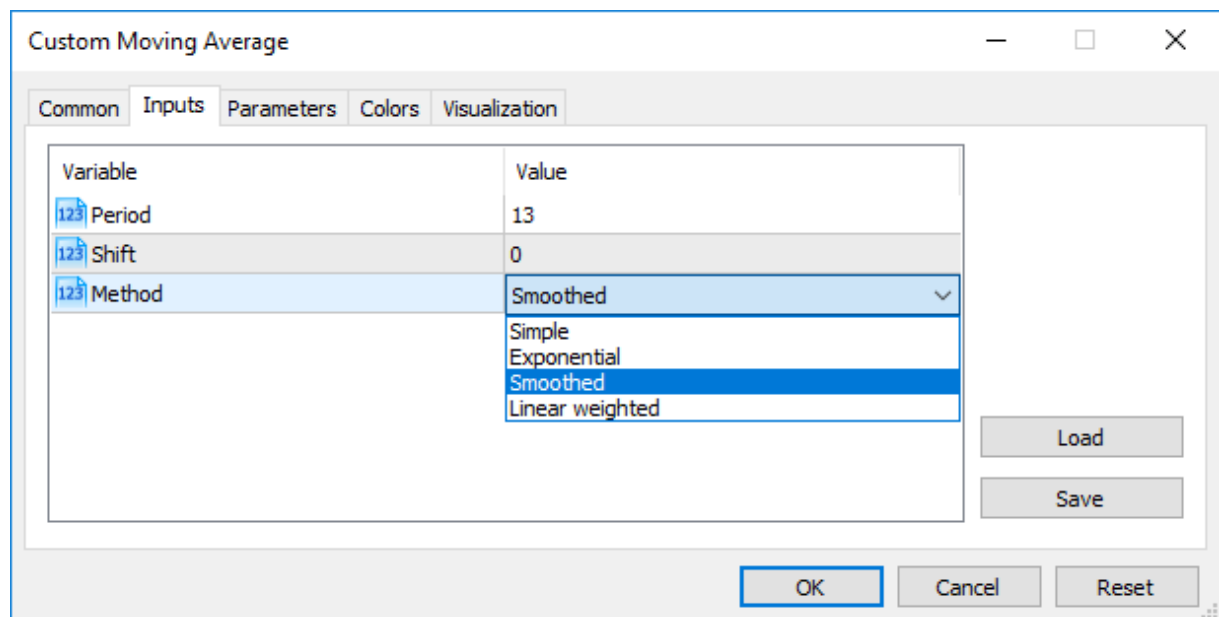 Custom Moving Average
Common Inputs Parameters Colors Visualization
Variable Value
123 Period 13
123 Shift 0
123 Method Smoothed
Simple
Exponential
Smoothed
Linear weighted
Load
Save
OK Cancel Reset